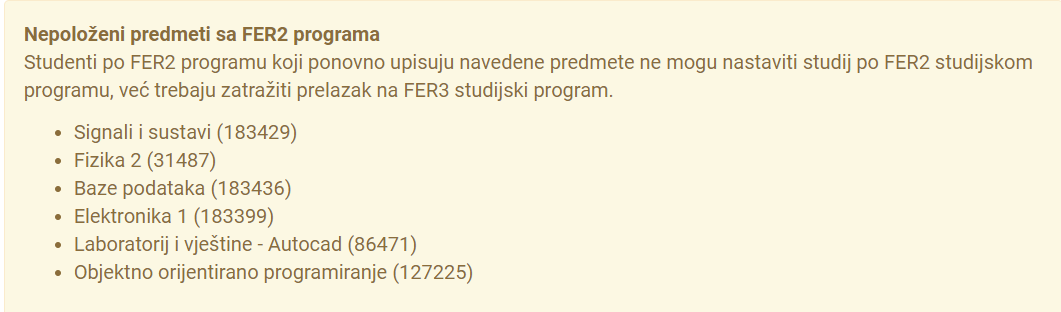 Nepoloženi predmeti sa FER2 programa
Studenti po FER2 programu koji ponovno upisuju navedene predmete ne mogu nastaviti studij po FER2 studijskom
programu, već trebaju zatražiti prelazak na FER3 studijski program.
• Signali i sustavi (183429)
• Fizika 2 (31487)
• Baze podataka (183436)
• Elektronika 1 (183399)
• Laboratorij i vještine - Autocad (86471)
• Objektno orijentirano programiranje (127225)